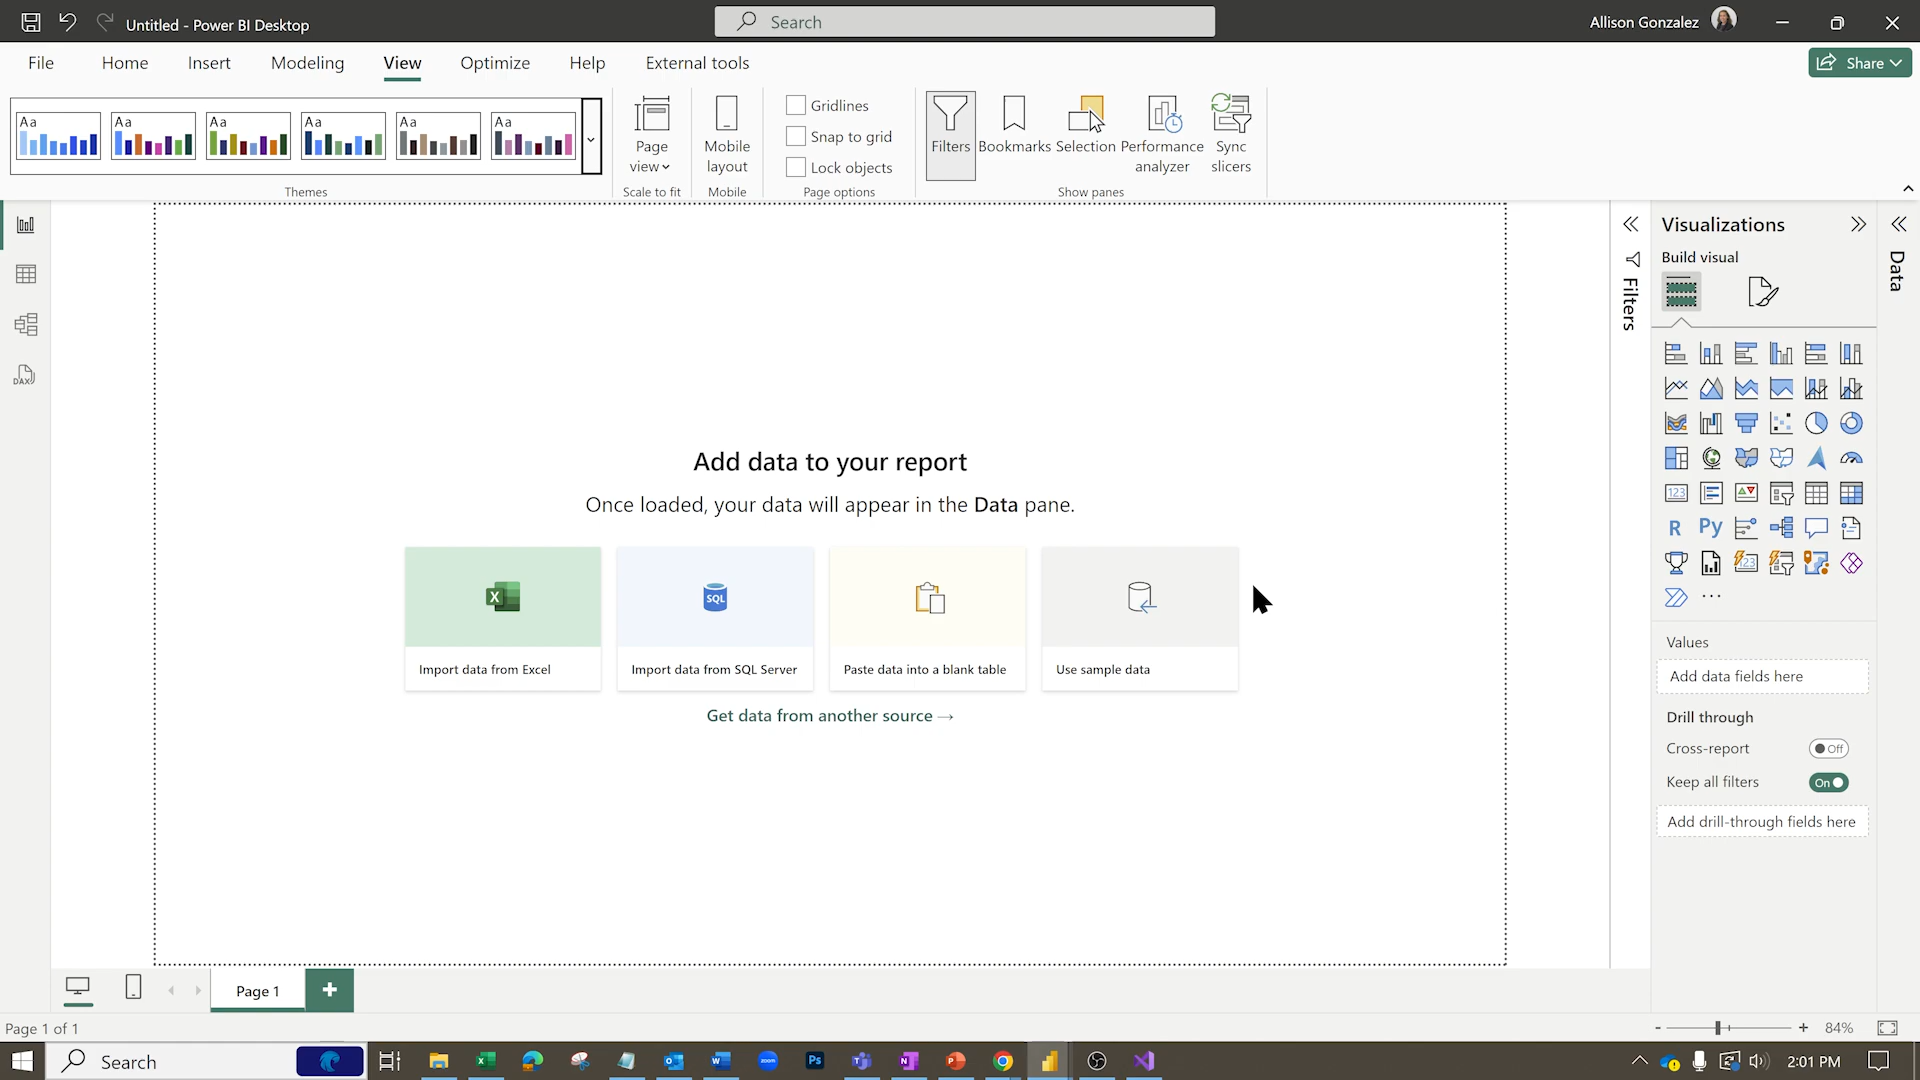 Untitled - Power BI Desktop
Search
Allison Gonzalez
File
Home
Insert
Modeling
View
Optimize
Help
External tools
Share
Aa
Aa
Aa
Aa
Aa
Aa
Page
view
Mobile
layout
Gridlines
Snap to grid
Lock objects
Filters
Bookmarks
Selection
Performance
analyzer
Sync
slicers
Themes
Scale to fit
Mobile
Page options
Show panes
DAX
Filters
Visualizations
Build visual
Data
123
R
Py
123
Add data to your report
Once loaded, your data will appear in the Data pane.
X
SQL
Import data from Excel
Import data from SQL Server
Paste data into a blank table
Use sample data
Get data from another source →
Values
Add data fields here
Drill through
Cross-report
Off
Keep all filters
On
Add drill-through fields here
Page 1
+
Page 1 of 1
- + 84%
Search
zoom
Ps
2:01 PM